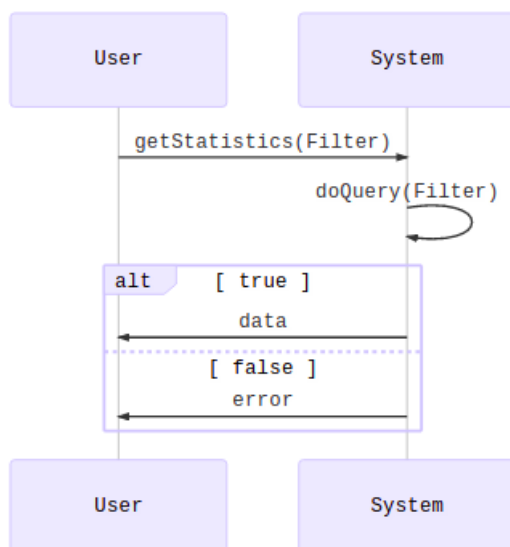 User System
getStatistics(Filter)
doQuery(Filter)
alt [ true ]
data
[ false ]
error
User System